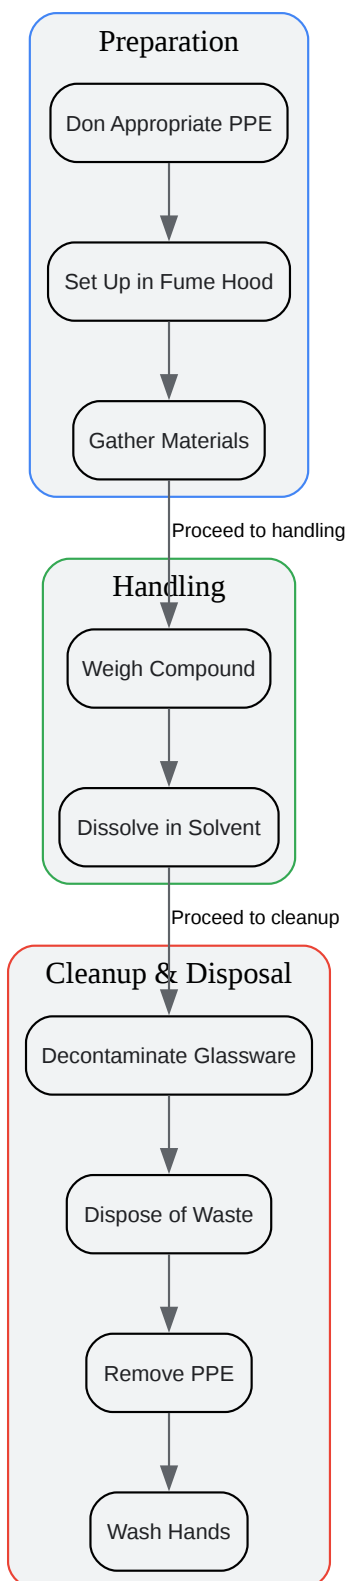 Preparation
Don Appropriate PPE
Set Up in Fume Hood
Gather Materials
Proceed to handling
Handling
Weigh Compound
Dissolve in Solvent
Proceed to cleanup
Cleanup & Disposal
Decontaminate Glassware
Dispose of Waste
Remove PPE
Wash Hands